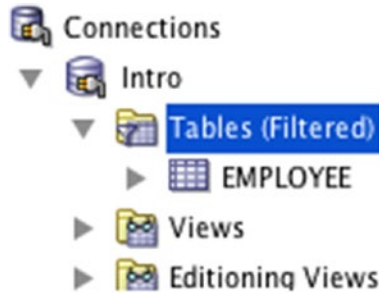 Connections
Intro
Tables (Filtered)
EMPLOYEE
Views
Editioning Views